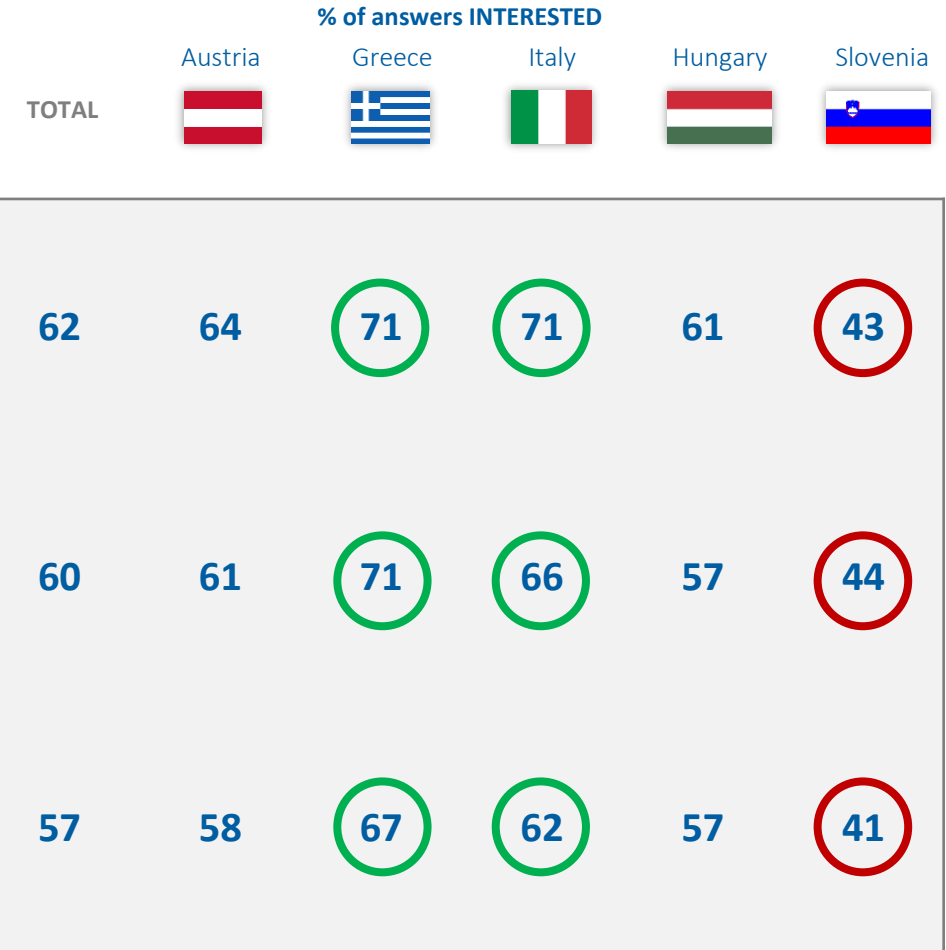 % of answers INTERESTED
Austria Greece Italy Hungary Slovenia
TOTAL
62 64 71 71 61 43
60 61 71 66 57 44
57 58 67 62 57 41